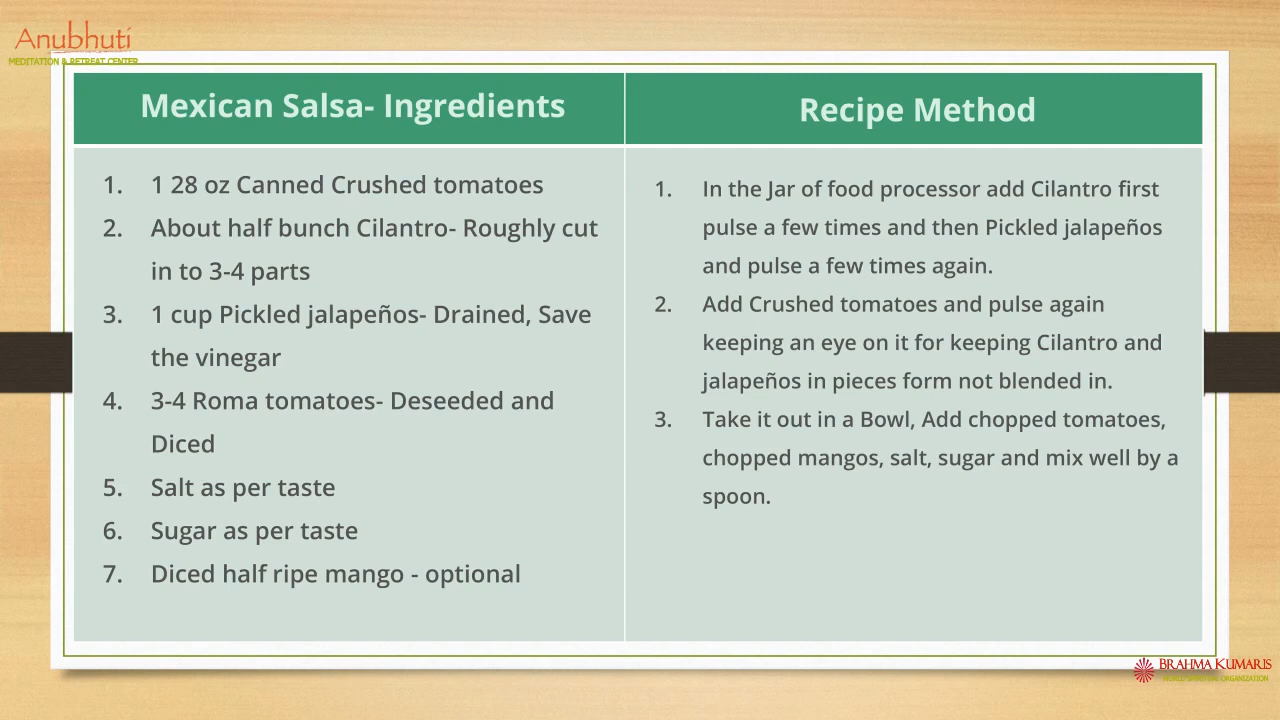 Anubhuti
MEDITATION & RETREAT CENTER
Mexican Salsa- Ingredients
1. 1 28 oz Canned Crushed tomatoes
2. About half bunch Cilantro- Roughly cut
in to 3-4 parts
3. 1 cup Pickled jalapeños- Drained, Save
the vinegar
4. 3-4 Roma tomatoes- Deseeded and
Diced
5. Salt as per taste
6. Sugar as per taste
7. Diced half ripe mango - optional
Recipe Method
1. In the Jar of food processor add Cilantro first
pulse a few times and then Pickled jalapeños
and pulse a few times again.
2. Add Crushed tomatoes and pulse again
keeping an eye on it for keeping Cilantro and
jalapeños in pieces form not blended in.
3. Take it out in a Bowl, Add chopped tomatoes,
chopped mangos, salt, sugar and mix well by a
spoon.
BRAHMA KUMARIS
WORLD SPIRITUAL ORGANIZATION